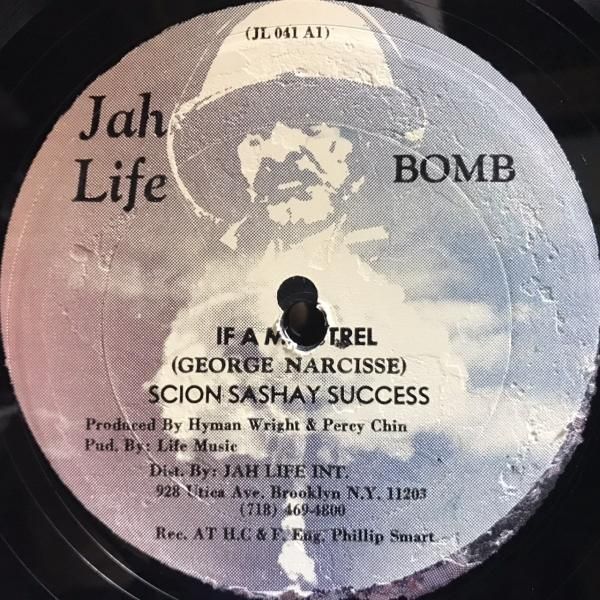 (JL 041 A1)
Jah
Life
BOMB
IF A
(GEORGE NARCISSE)
SCION SASHAY SUCCESS
Produced By Hyman Wright & Percy Chin
Pud. By: Life Music
Dist. By: JAH LIFE INT.
928 Utica Ave. Brooklyn N.Y. 11203
(718) 469-4800
Rec. AT H.C & F. Eng. Phillip Smart